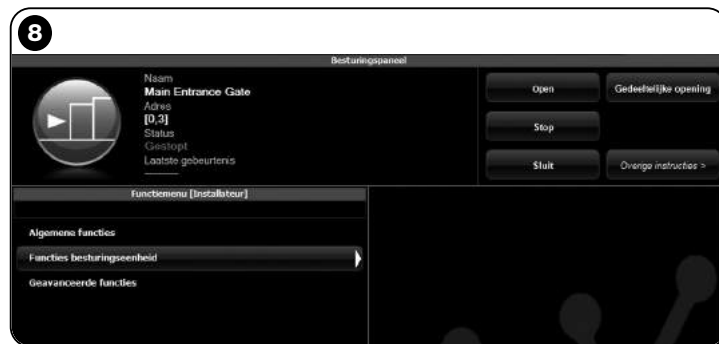 8
Besturingspaneel
Naam
Main Entrance Gate
Adres
[0,3]
Status
Gestopt
Laatste gebeurtenis
Open
Gedeeltelijke opening
Stop
Sluit
Overige instructies >
Functiemenu [Installateur]
Algemene functies
Functies besturingseenheid
Geavanceerde functies